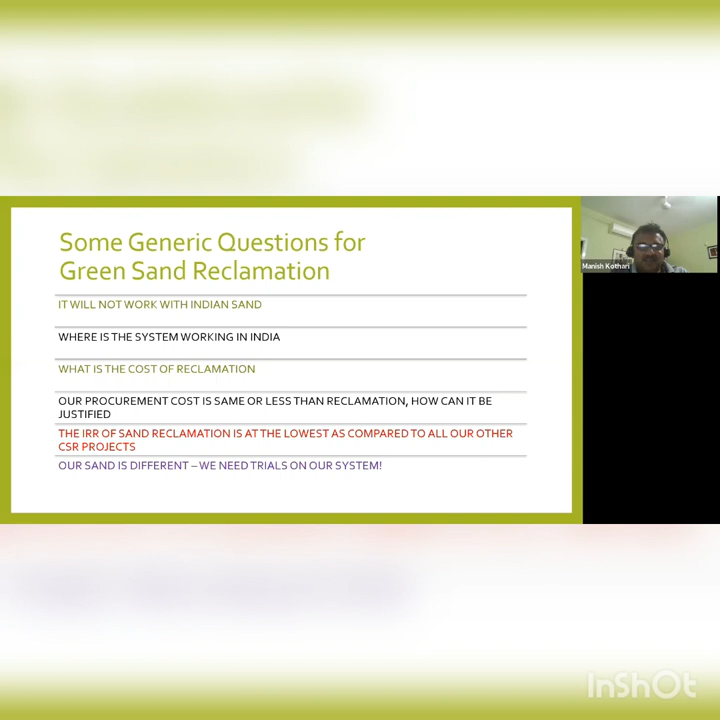 Some Generic Questions for
Green Sand Reclamation
IT WILL NOT WORK WITH INDIAN SAND
WHERE IS THE SYSTEM WORKING IN INDIA
WHAT IS THE COST OF RECLAMATION
OUR PROCUREMENT COST IS SAME OR LESS THAN RECLAMATION, HOW CAN IT BE
JUSTIFIED
THE IRR OF SAND RECLAMATION IS AT THE LOWEST AS COMPARED TO ALL OUR OTHER
CSR PROJECTS
OUR SAND IS DIFFERENT – WE NEED TRIALS ON OUR SYSTEM!
Manish Kothari
InShOt